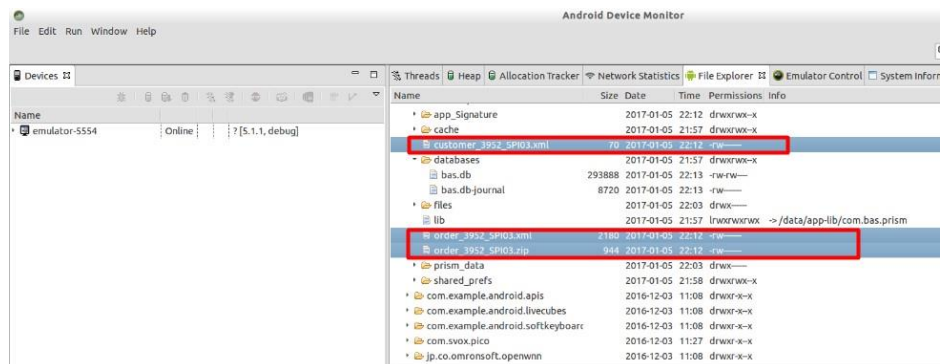 Android Device Monitor
File Edit Run Window Help
Devices
Threads Heap Allocation Tracker Network Statistics File Explorer Emulator Control System Inform
Name
emulator-5554 Online ? [5.1.1, debug]
Name Size Date Time Permissions Info
app_Signature 2017-01-05 22:12 drwxrwx--x
cache 2017-01-05 21:57 drwxrwx--x
customer_3952_SPI03.xml 70 2017-01-05 22:12 -rw-------
databases 2017-01-05 21:57 drwxrwx--x
bas.db 293888 2017-01-05 22:13 -rw-rw----
bas.db-journal 8720 2017-01-05 22:13 -rw-------
files 2017-01-05 22:03 drwx------
lib 2017-01-05 21:57 lrwxrwxrwx -> /data/app-lib/com.bas.prism
order_3952_SPI03.xml 2180 2017-01-05 22:12 -rw-------
order_3952_SPI03.zip 944 2017-01-05 22:12 -rw-------
prism_data 2017-01-05 22:03 drwx------
shared_prefs 2017-01-05 21:58 drwxrwx--x
com.example.android.apis 2016-12-03 11:08 drwxr-x--x
com.example.android.livecubes 2016-12-03 11:08 drwxr-x--x
com.example.android.softkeyboarc 2016-12-03 11:08 drwxr-x--x
com.svox.pico 2016-12-03 11:27 drwxr-x--x
jp.co.omronsoft.openwnn 2016-12-03 11:08 drwxr-x--x